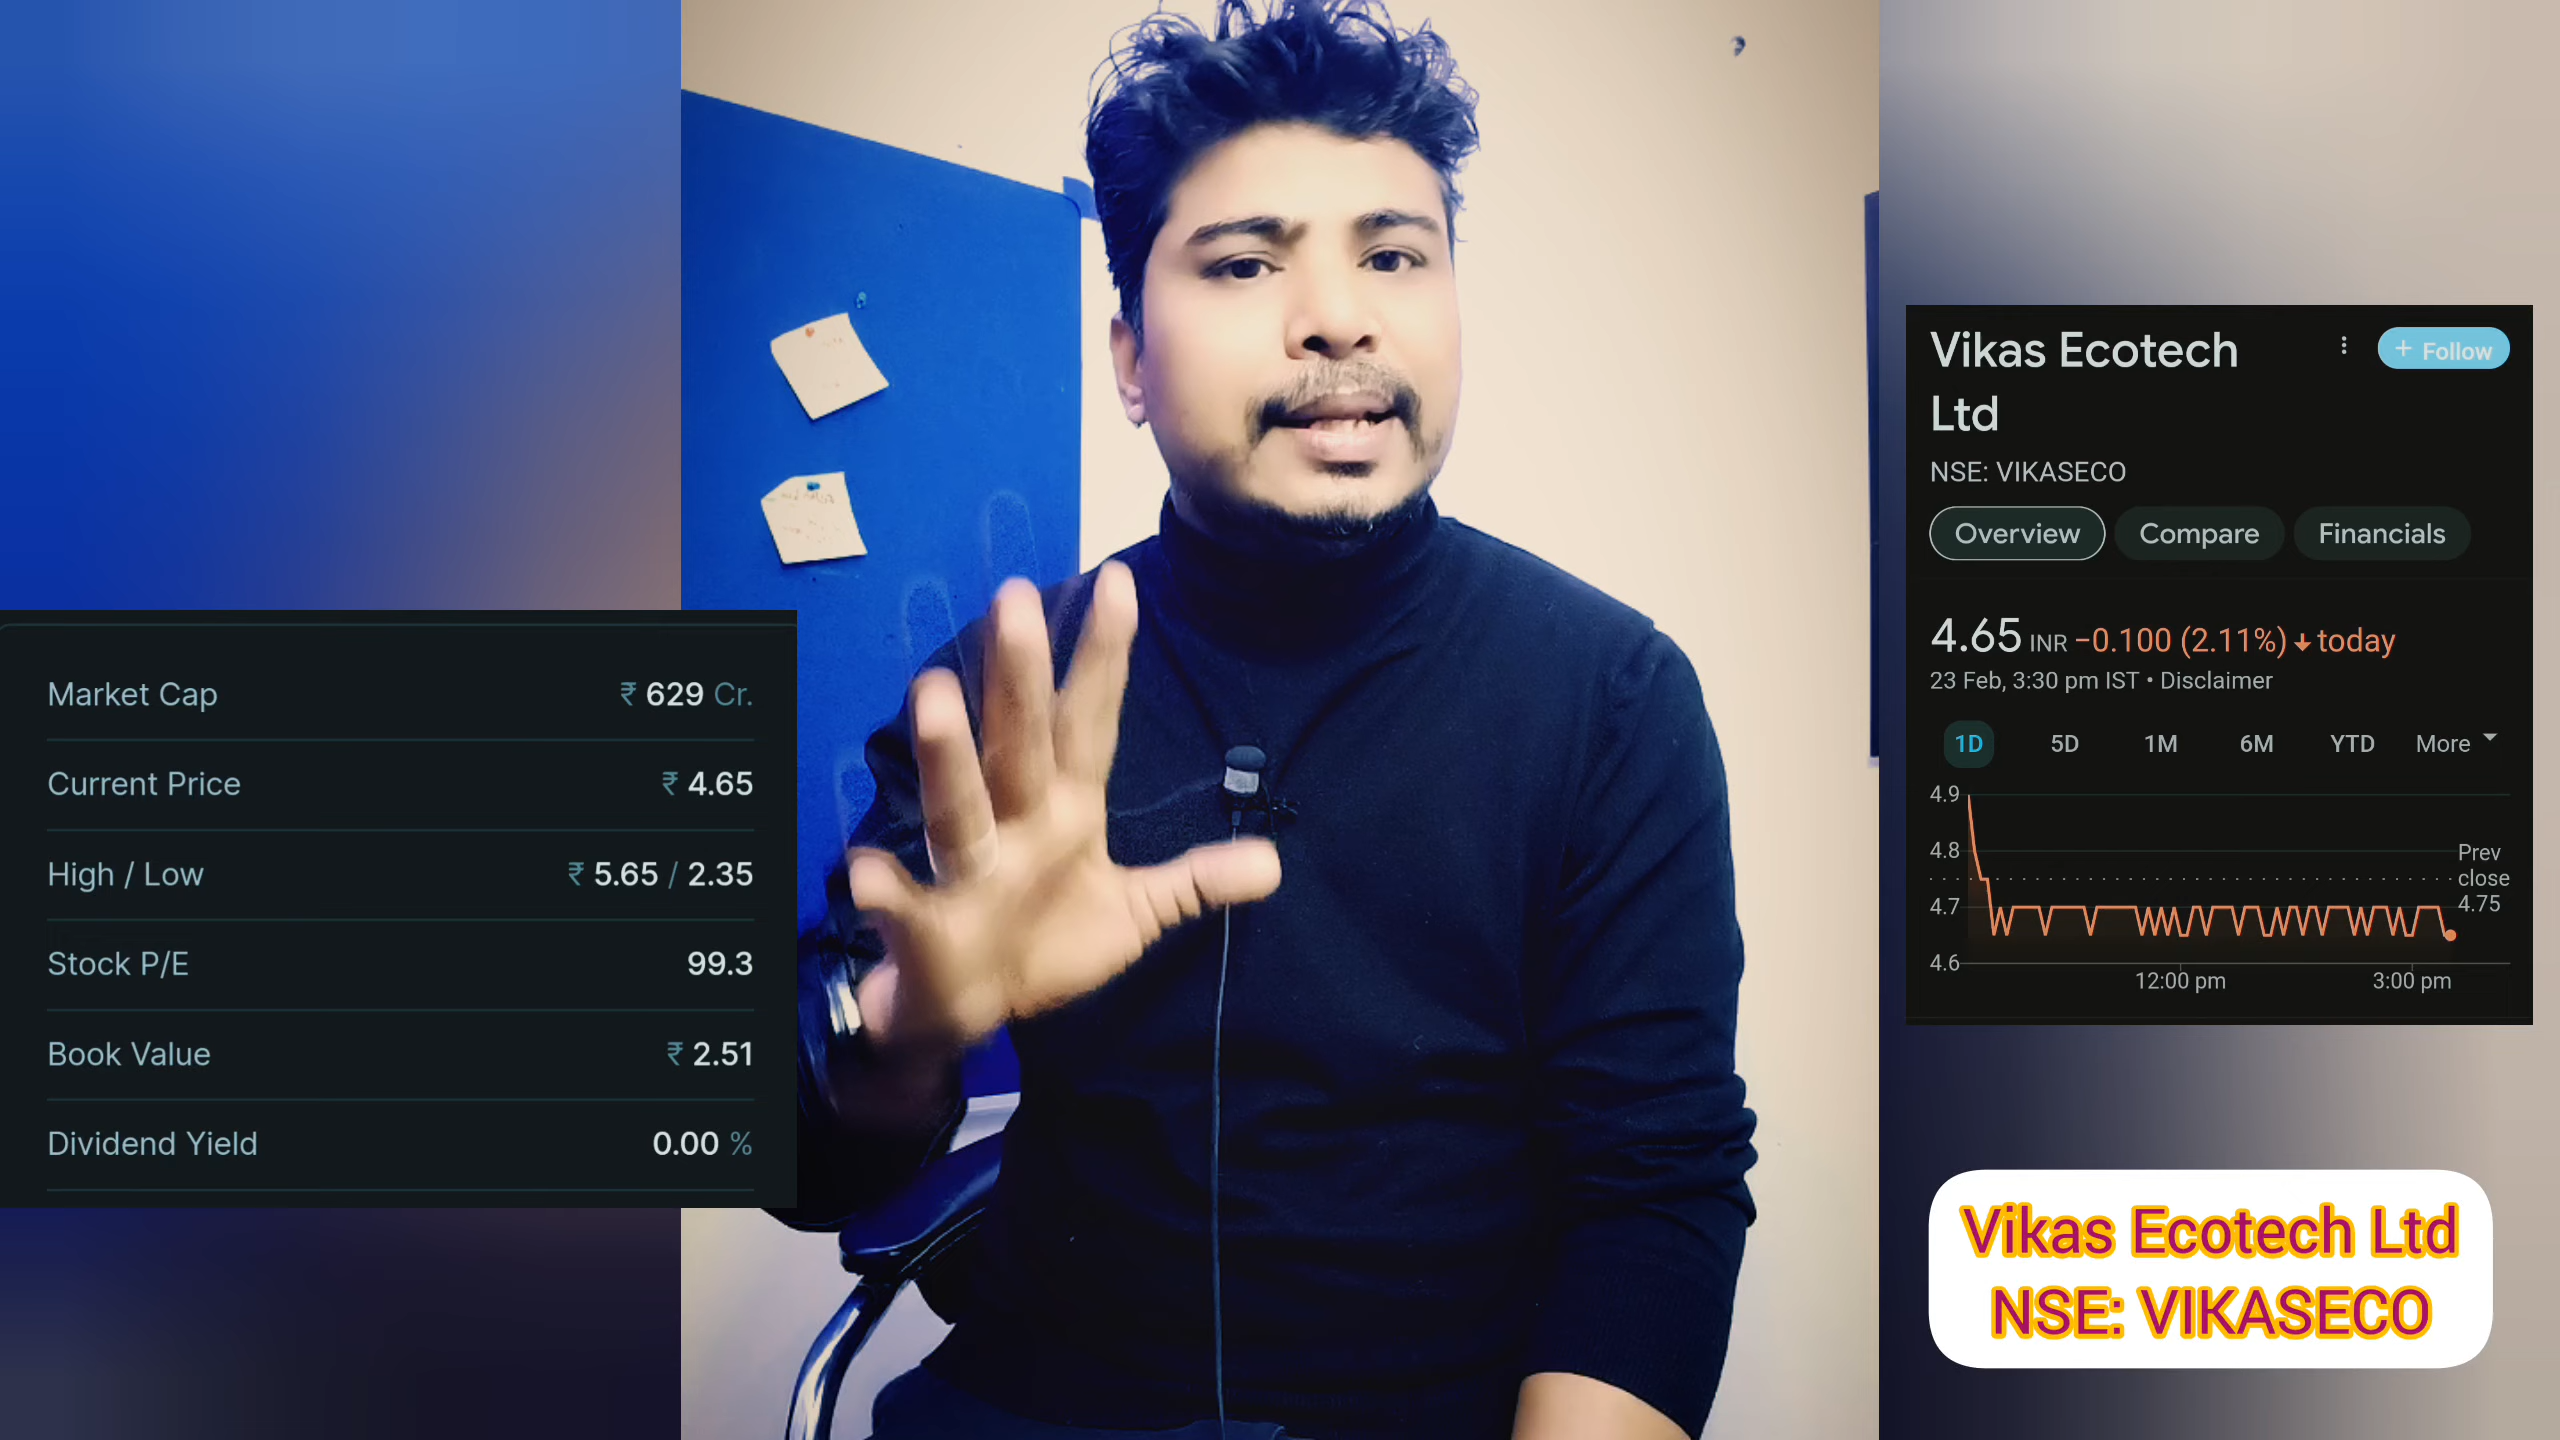 Market Cap ₹ 629 Cr.
Current Price ₹ 4.65
High / Low ₹ 5.65 / 2.35
Stock P/E 99.3
Book Value ₹ 2.51
Dividend Yield 0.00 %
Vikas Ecotech
Ltd
+ Follow
NSE: VIKASECO
Overview Compare Financials
4.65 INR −0.100 (2.11%) ↓ today
23 Feb, 3:30 pm IST • Disclaimer
1D 5D 1M 6M YTD More
4.9
4.8
4.7
4.6
Prev
close
4.75
12:00 pm 3:00 pm
Vikas Ecotech Ltd
NSE: VIKASECO